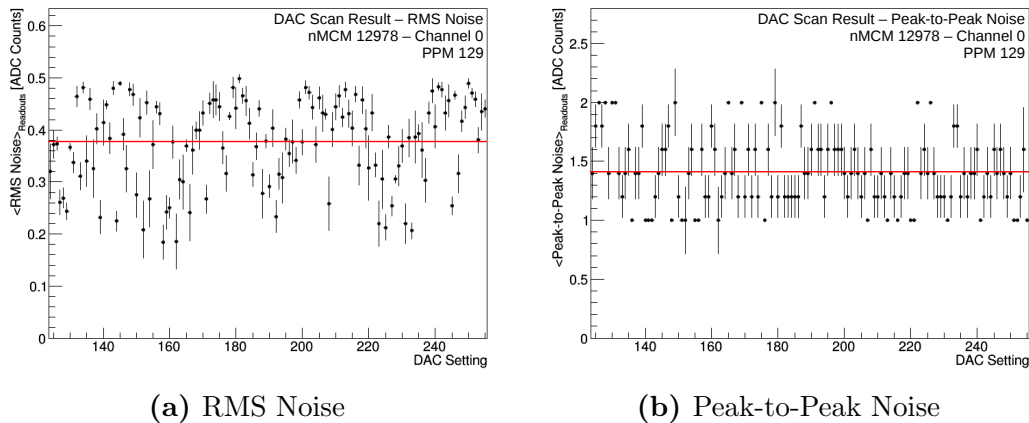 DAC Scan Result – RMS Noise
nMCM 12978 – Channel 0
PPM 129
<RMS Noise>Readouts [ADC Counts]
0.6
0.5
0.4
0.3
0.2
0.1
0
140 160 180 200 220 240
DAC Setting
(a) RMS Noise
DAC Scan Result – Peak-to-Peak Noise
nMCM 12978 – Channel 0
PPM 129
<Peak-to-Peak Noise>Readouts [ADC Counts]
2.5
2
1.5
1
0.5
0
140 160 180 200 220 240
DAC Setting
(b) Peak-to-Peak Noise